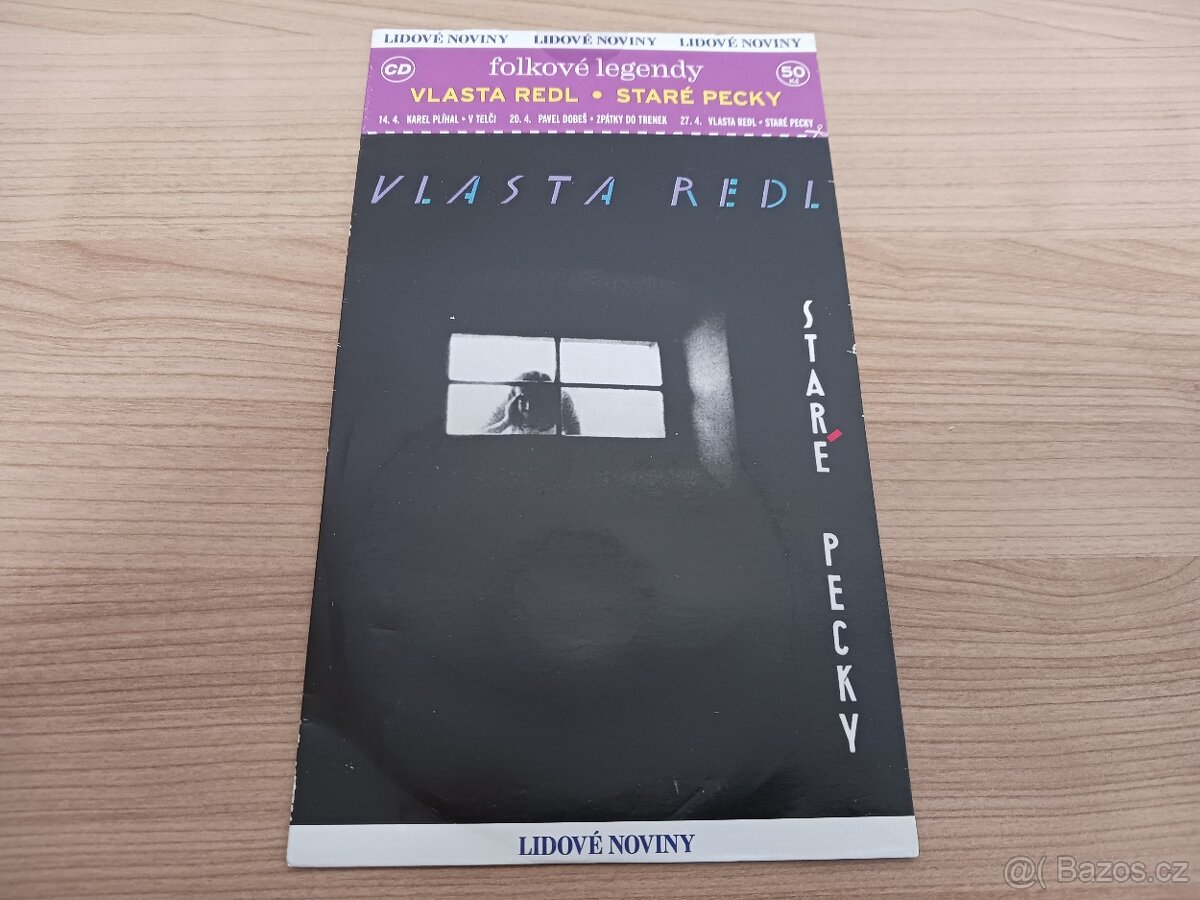 LIDOVÉ NOVINY LIDOVÉ NOVINY LIDOVÉ NOVINY
CD folkové legendy 50 Kč
VLASTA REDL • STARÉ PECKY
14. 4. KAREL PLÍHAL • V TELČI 20. 4. PAVEL DOBEŠ • ZPÁTKY DO TRENEK 27. 4. VLASTA REDL • STARÉ PECKY
VLASTA REDL
STARÉ PECKY
LIDOVÉ NOVINY
@( Bazos.cz